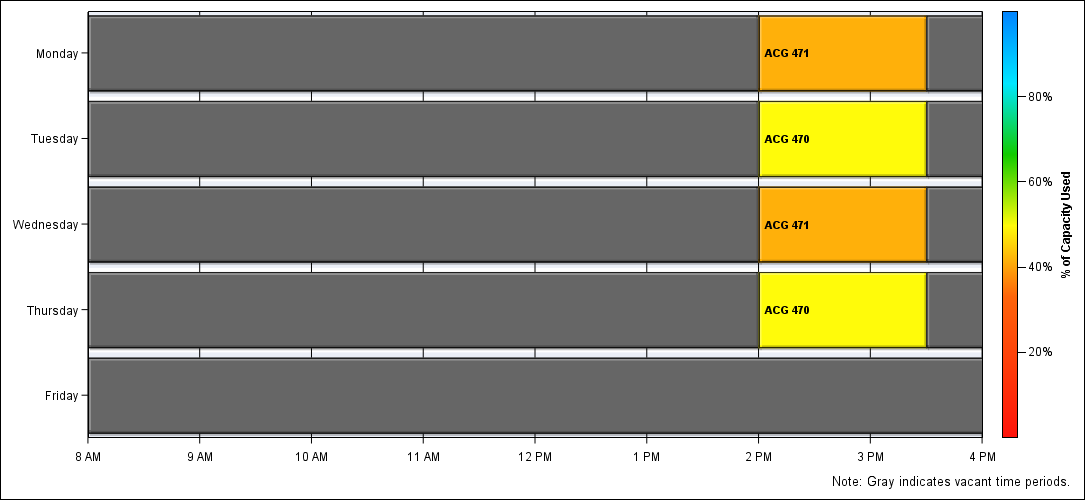 Monday
ACG 471
Tuesday
ACG 470
Wednesday
ACG 471
Thursday
ACG 470
Friday
8 AM 9 AM 10 AM 11 AM 12 PM 1 PM 2 PM 3 PM 4 PM
80%
60%
40%
20%
% of Capacity Used
Note: Gray indicates vacant time periods.